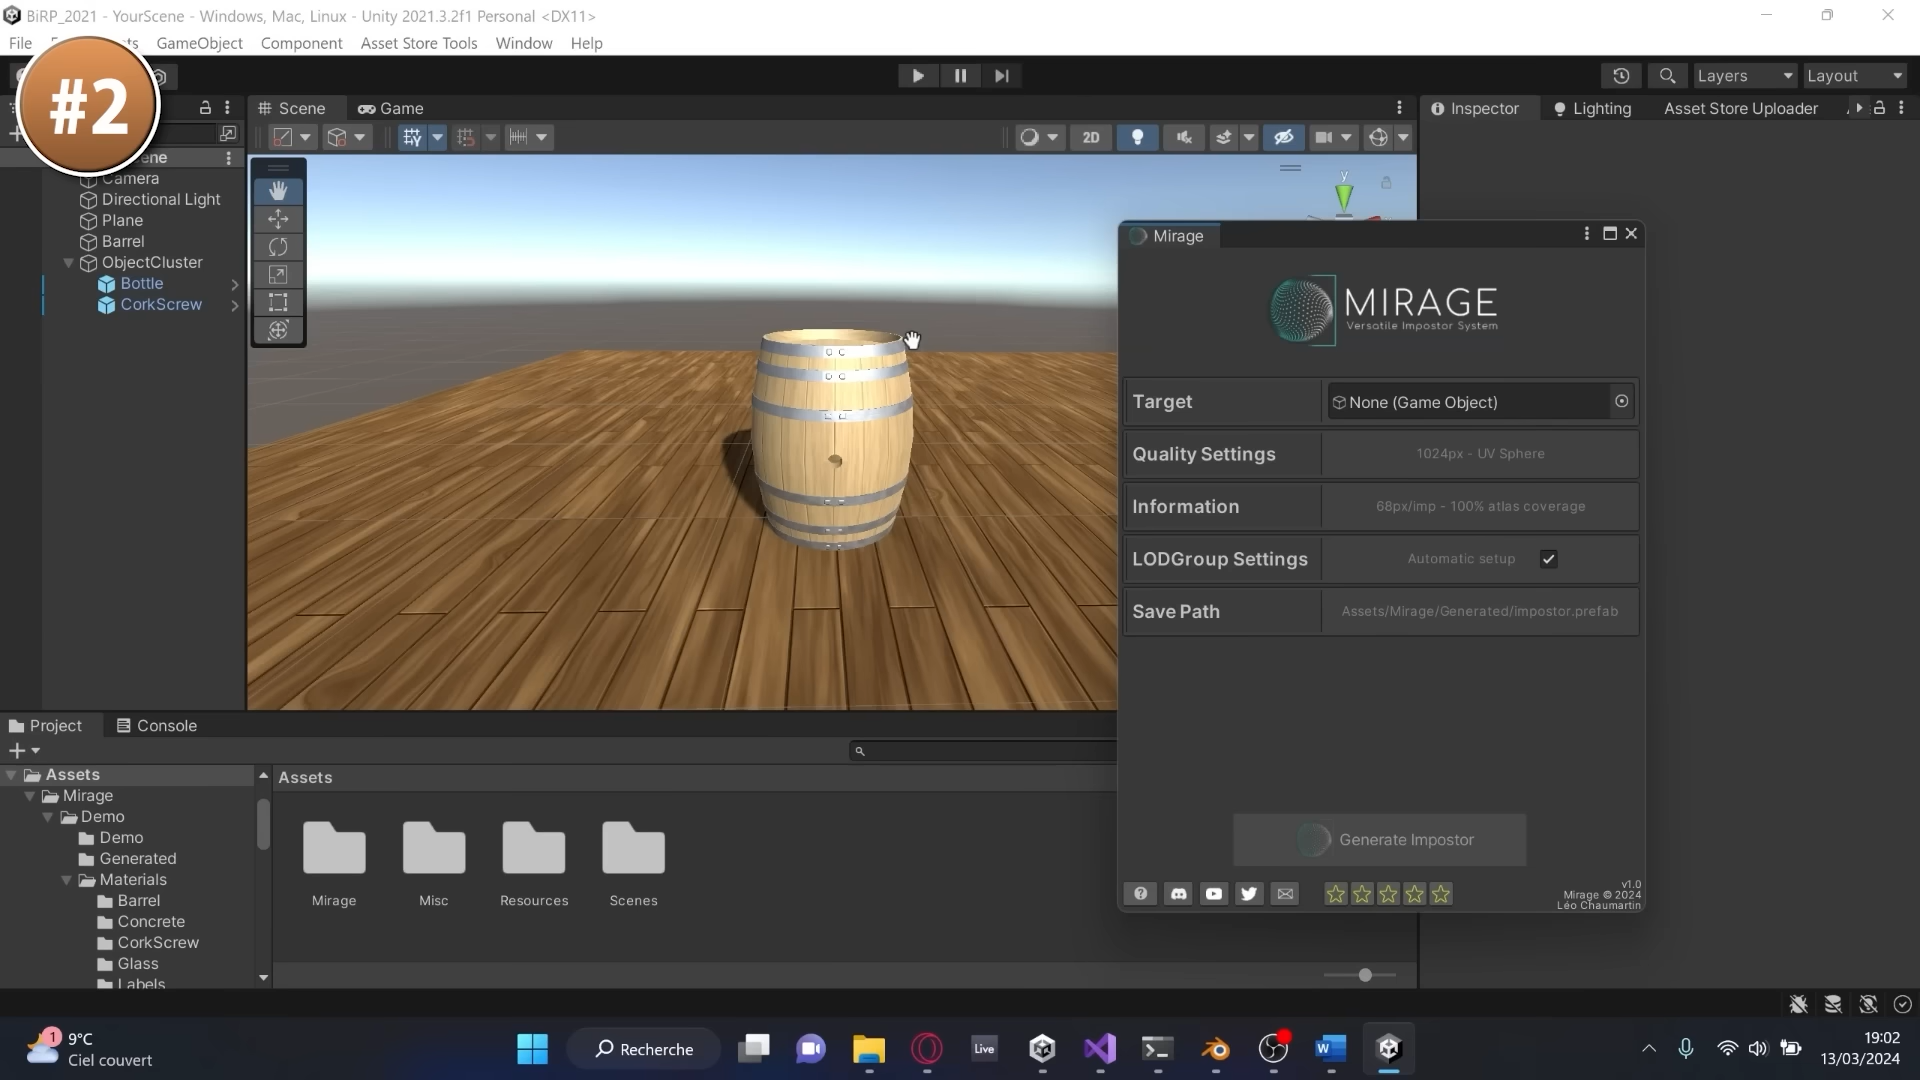 BiRP_2021 - YourScene - Windows, Mac, Linux - Unity 2021.3.2f1 Personal <DX11>
File
ts GameObject Component Asset Store Tools Window Help
#2
Layers Layout
Scene Game
Inspector Lighting Asset Store Uploader
2D
ene
Camera
Directional Light
Plane
Barrel
ObjectCluster
Bottle
CorkScrew
y
Mirage
MIRAGE
Versatile Impostor System
Target None (Game Object)
Quality Settings 1024px - UV Sphere
Information 68px/imp - 100% atlas coverage
LODGroup Settings Automatic setup
Save Path Assets/Mirage/Generated/impostor.prefab
Generate Impostor
v1.0
Mirage © 2024
Léo Chaumartin
Project Console
Assets
Mirage
Demo
Demo
Generated
Materials
Barrel
Concrete
CorkScrew
Glass
Labels
Assets
Mirage Misc Resources Scenes
1
9°C
Ciel couvert
Recherche
Live
W
19:02
13/03/2024